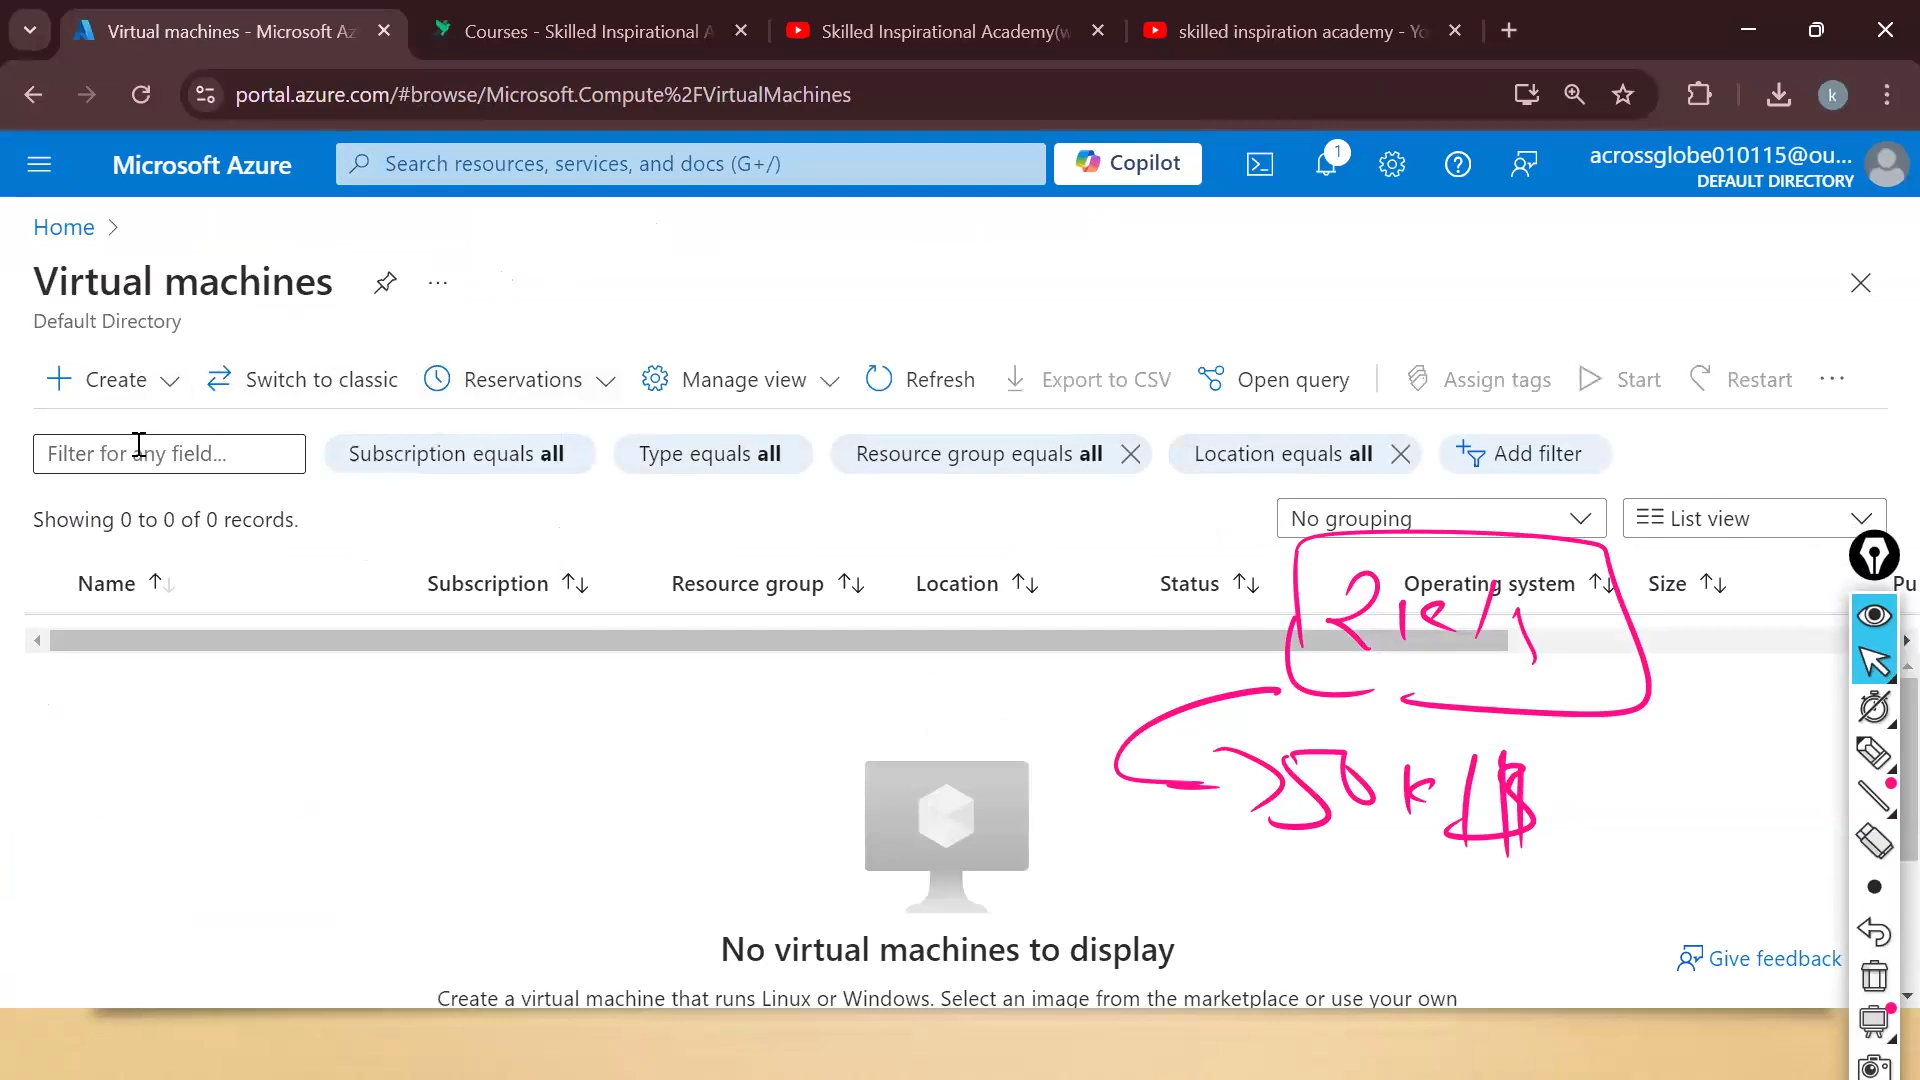 Virtual machines - Microsoft Az
Courses - Skilled Inspirational A
Skilled Inspirational Academy(w
skilled inspiration academy - Yo
portal.azure.com/#browse/Microsoft.Compute%2FVirtualMachines
k
Microsoft Azure
Search resources, services, and docs (G+/)
Copilot
1
acrossglobe010115@ou...
DEFAULT DIRECTORY
Home
Virtual machines
...
Default Directory
Create
Switch to classic
Reservations
Manage view
Refresh
Export to CSV
Open query
Assign tags
Start
Restart
...
Filter for any field...
Subscription equals all
Type equals all
Resource group equals all
Location equals all
Add filter
Showing 0 to 0 of 0 records.
No grouping
List view
Name
Subscription
Resource group
Location
Status
Operating system
Size
Pu
50 k
No virtual machines to display
Give feedback
Create a virtual machine that runs Linux or Windows. Select an image from the marketplace or use your own